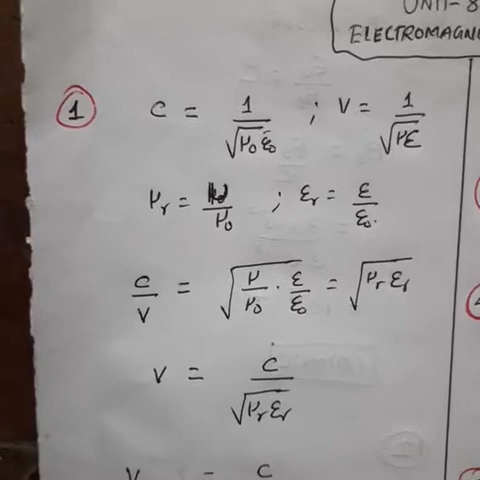 UNIT-8
ELECTROMAGNE
1
C = 1/√μ₀ε₀ ; V = 1/√με
μᵣ = μ/μ₀ ; εᵣ = ε/ε₀.
C/V = √(μ/μ₀ · ε/ε₀) = √μᵣεᵣ
V = C/√μᵣεᵣ
V = C